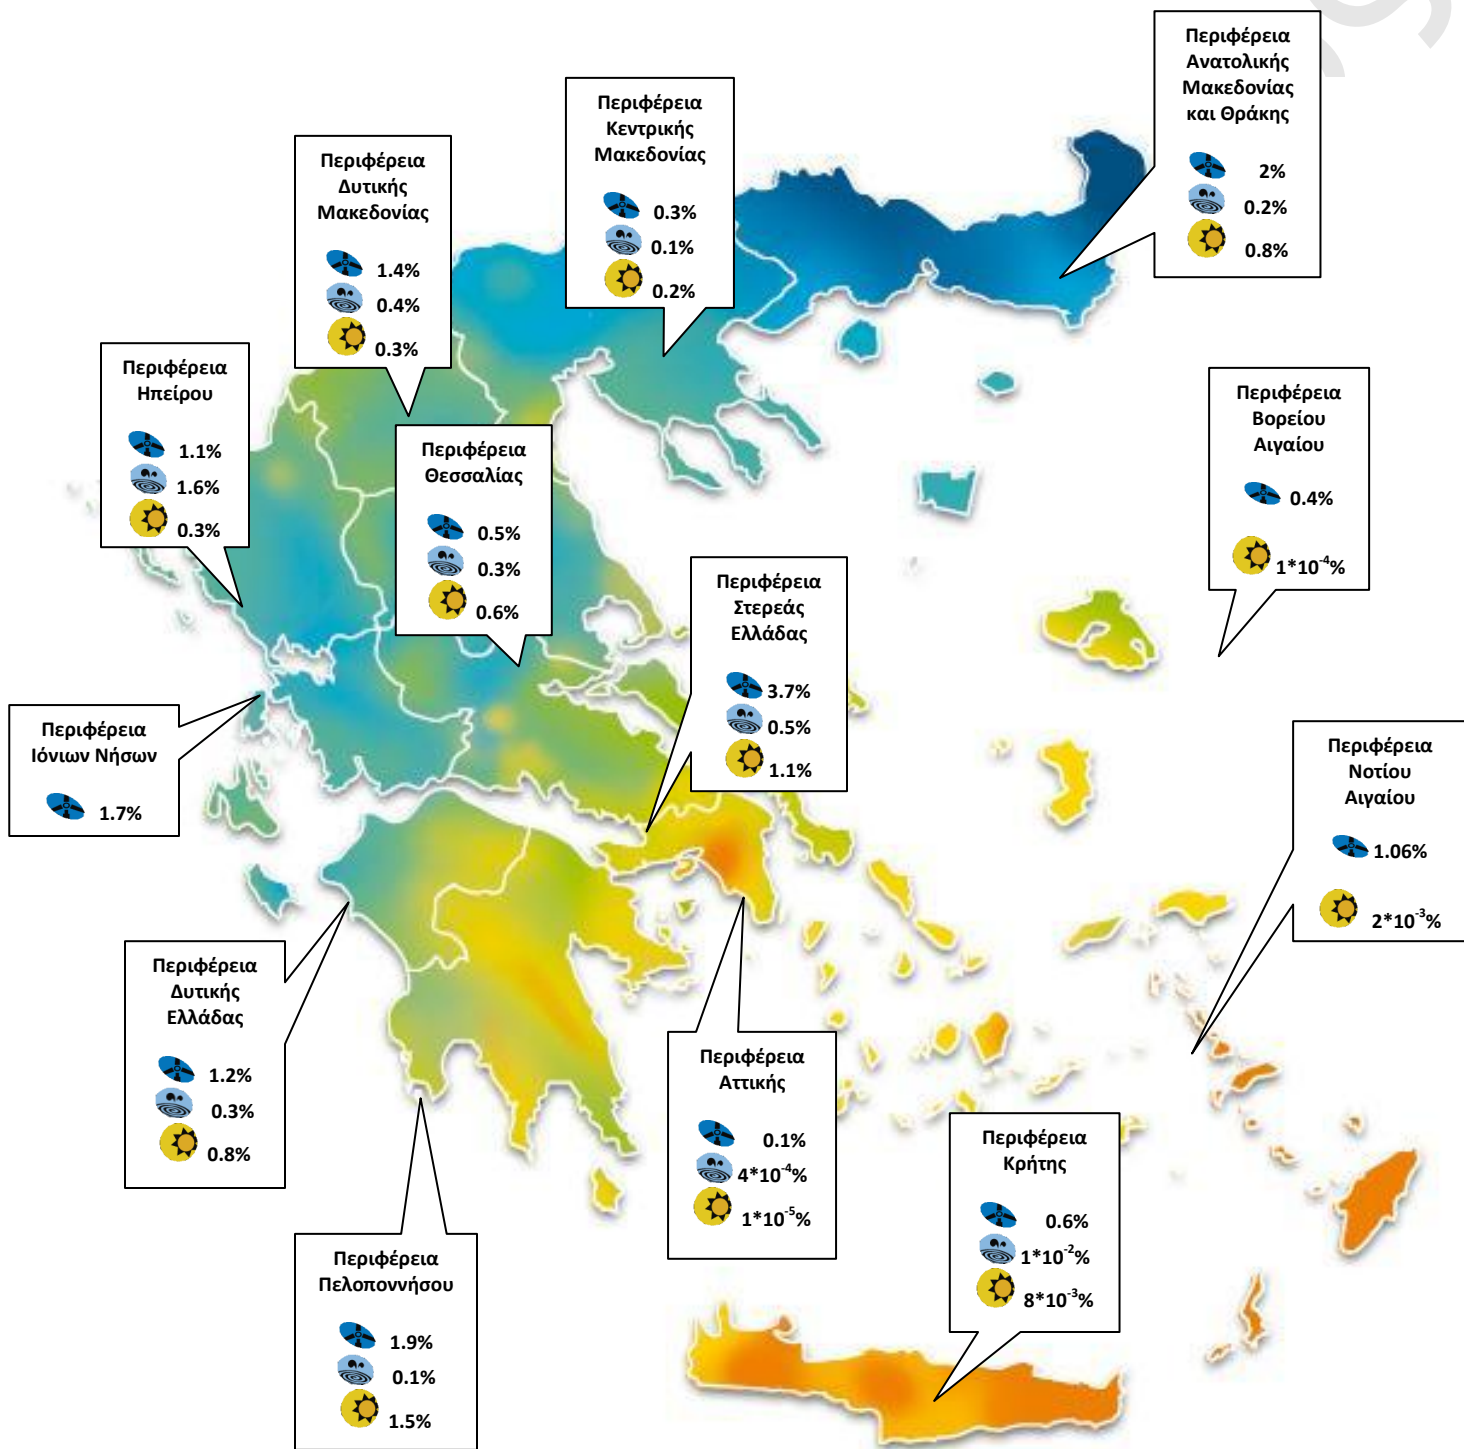 Περιφέρεια
Ανατολικής
Μακεδονίας
και Θράκης
2%
0.2%
0.8%
Περιφέρεια
Κεντρικής
Μακεδονίας
0.3%
0.1%
0.2%
Περιφέρεια
Δυτικής
Μακεδονίας
1.4%
0.4%
0.3%
Περιφέρεια
Ηπείρου
1.1%
1.6%
0.3%
Περιφέρεια
Θεσσαλίας
0.5%
0.3%
0.6%
Περιφέρεια
Βορείου
Αιγαίου
0.4%
1*10⁻⁴%
Περιφέρεια
Στερεάς
Ελλάδας
3.7%
0.5%
1.1%
Περιφέρεια
Ιόνιων Νήσων
1.7%
Περιφέρεια
Νοτίου
Αιγαίου
1.06%
2*10⁻³%
Περιφέρεια
Δυτικής
Ελλάδας
1.2%
0.3%
0.8%
Περιφέρεια
Αττικής
0.1%
4*10⁻⁴%
1*10⁻⁵%
Περιφέρεια
Κρήτης
0.6%
1*10⁻²%
8*10⁻³%
Περιφέρεια
Πελοποννήσου
1.9%
0.1%
1.5%